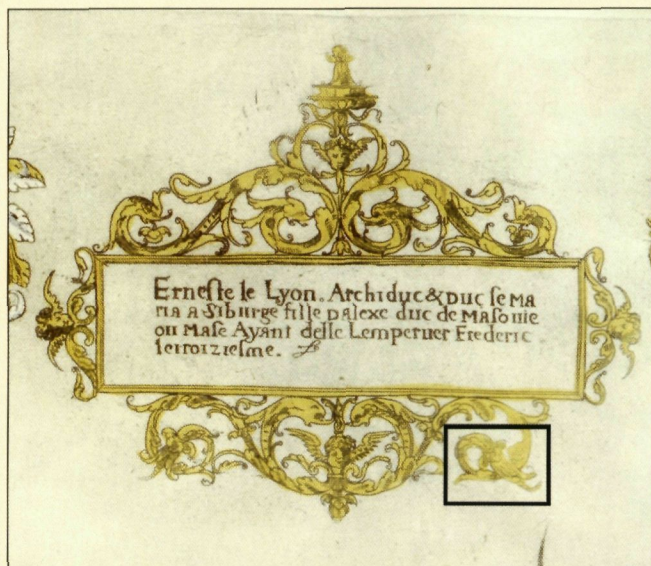 Erneste le Lyon. Archiduc & Duc se Ma
ria a Siburge fille dalexe duc de Masouie
ou Mase Ayant delle Lemperuer Frederic